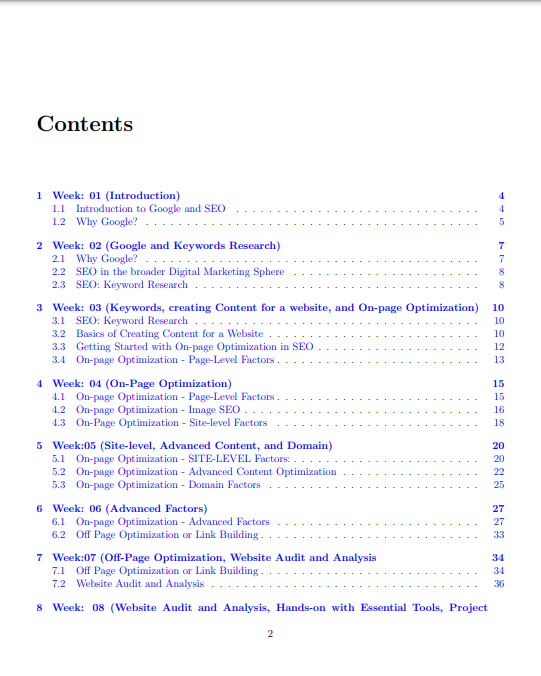 Contents
1 Week: 01 (Introduction) 4
1.1 Introduction to Google and SEO . . . . . . . . . . . . . . . . . . . . . . . . . . . . . . 4
1.2 Why Google? . . . . . . . . . . . . . . . . . . . . . . . . . . . . . . . . . . . . . . . . 5
2 Week: 02 (Google and Keywords Research) 7
2.1 Why Google? . . . . . . . . . . . . . . . . . . . . . . . . . . . . . . . . . . . . . . . . 7
2.2 SEO in the broader Digital Marketing Sphere . . . . . . . . . . . . . . . . . . . . . . 8
2.3 SEO: Keyword Research . . . . . . . . . . . . . . . . . . . . . . . . . . . . . . . . . . 8
3 Week: 03 (Keywords, creating Content for a website, and On-page Optimization) 10
3.1 SEO: Keyword Research . . . . . . . . . . . . . . . . . . . . . . . . . . . . . . . . . . 10
3.2 Basics of Creating Content for a Website . . . . . . . . . . . . . . . . . . . . . . . . . 10
3.3 Getting Started with On-page Optimization in SEO . . . . . . . . . . . . . . . . . . . 12
3.4 On-page Optimization - Page-Level Factors . . . . . . . . . . . . . . . . . . . . . . . . 13
4 Week: 04 (On-Page Optimization) 15
4.1 On-page Optimization - Page-Level Factors . . . . . . . . . . . . . . . . . . . . . . . . 15
4.2 On-page Optimization - Image SEO . . . . . . . . . . . . . . . . . . . . . . . . . . . . 16
4.3 On-Page Optimization - Site-level Factors . . . . . . . . . . . . . . . . . . . . . . . . 18
5 Week:05 (Site-level, Advanced Content, and Domain) 20
5.1 On-page Optimization - SITE-LEVEL Factors: . . . . . . . . . . . . . . . . . . . . . . 20
5.2 On-page Optimization - Advanced Content Optimization . . . . . . . . . . . . . . . . 22
5.3 On-page Optimization - Domain Factors . . . . . . . . . . . . . . . . . . . . . . . . . 25
6 Week: 06 (Advanced Factors) 27
6.1 On-page Optimization - Advanced Factors . . . . . . . . . . . . . . . . . . . . . . . . 27
6.2 Off Page Optimization or Link Building . . . . . . . . . . . . . . . . . . . . . . . . . . 33
7 Week:07 (Off-Page Optimization, Website Audit and Analysis 34
7.1 Off Page Optimization or Link Building . . . . . . . . . . . . . . . . . . . . . . . . . . 34
7.2 Website Audit and Analysis . . . . . . . . . . . . . . . . . . . . . . . . . . . . . . . . 36
8 Week: 08 (Website Audit and Analysis, Hands-on with Essential Tools, Project
2